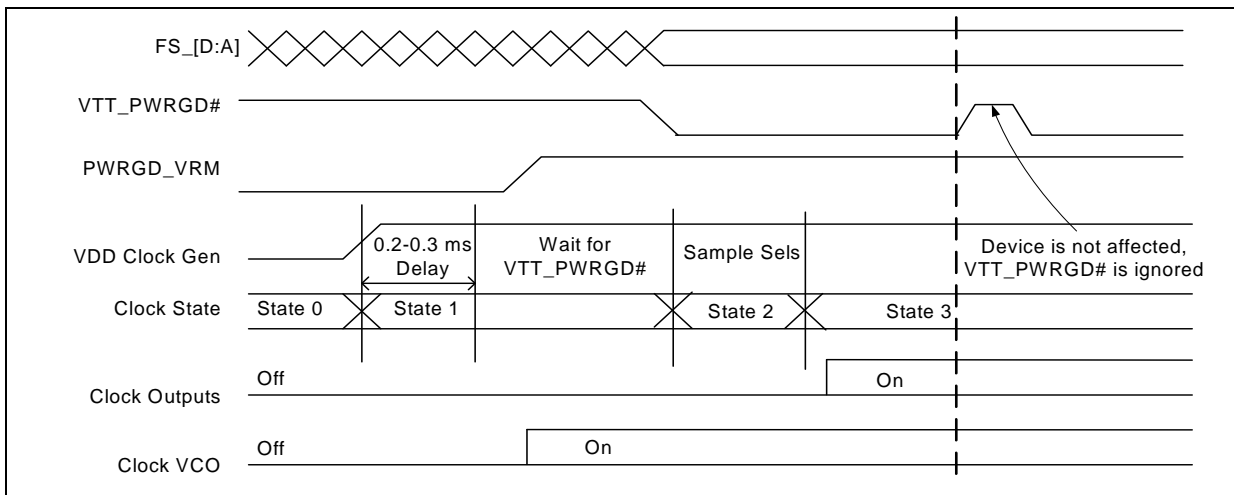 FS_[D:A]
VTT_PWRGD#
PWRGD_VRM
VDD Clock Gen
0.2-0.3 ms
Delay
Wait for
VTT_PWRGD#
Sample Sels
Device is not affected,
VTT_PWRGD# is ignored
Clock State
State 0
State 1
State 2
State 3
Clock Outputs
Off
On
Clock VCO
Off
On